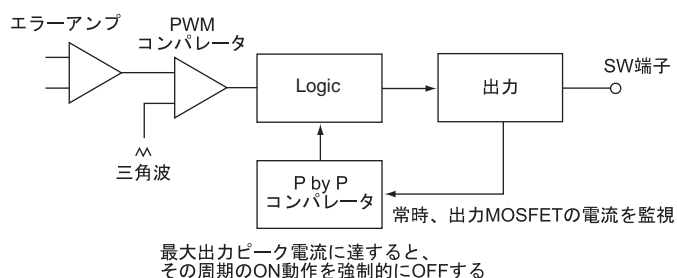 エラーアンプ
PWM
コンパレータ
三角波
Logic
出力
SW端子
P by P
コンパレータ
常時、出力MOSFETの電流を監視
最大出力ピーク電流に達すると、
その周期のON動作を強制的にOFFする